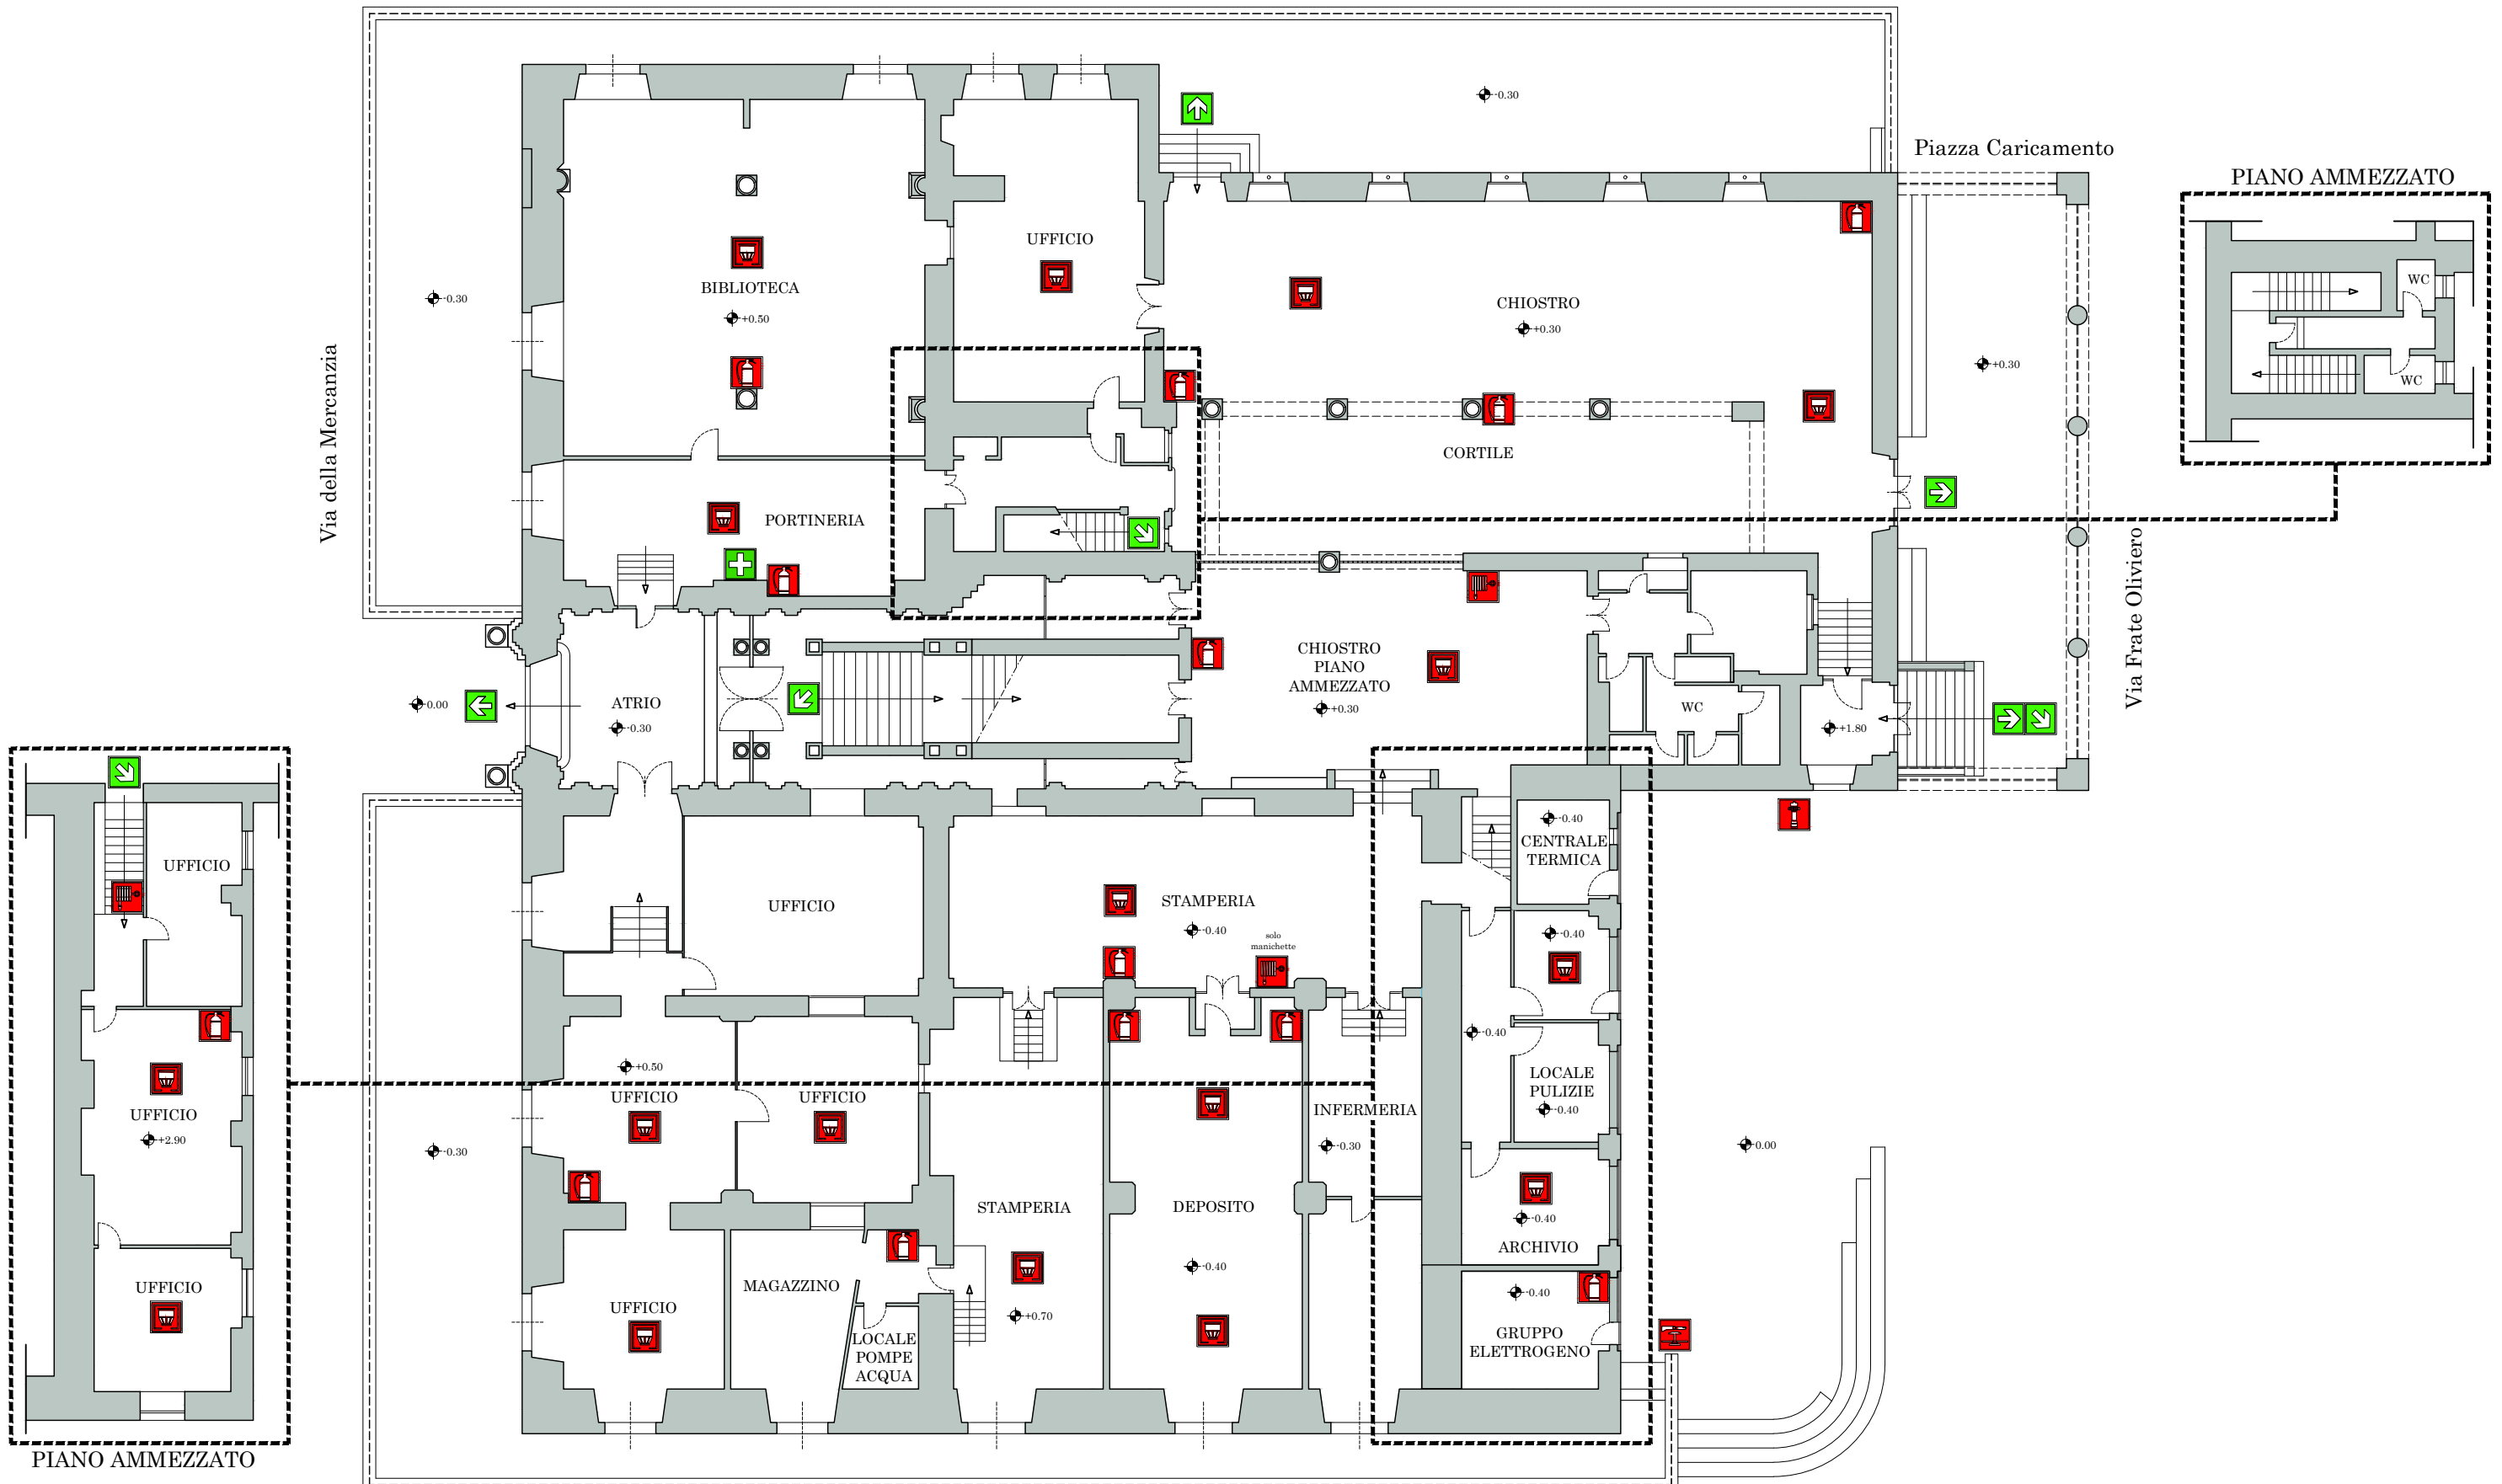 -0.30
Piazza Caricamento
PIANO AMMEZZATO
WC
WC
UFFICIO
BIBLIOTECA
+0.50
-0.30
CHIOSTRO
+0.30
+0.30
Via della Mercanzia
CORTILE
PORTINERIA
Via Frate Oliviero
CHIOSTRO
PIANO
AMMEZZATO
+0.30
ATRIO
-0.30
0.00
WC
+1.80
-0.40
CENTRALE
TERMICA
UFFICIO
UFFICIO
STAMPERIA
-0.40
solo
manichette
-0.40
-0.40
LOCALE
PULIZIE
-0.40
+0.50
UFFICIO
UFFICIO
INFERMERIA
-0.30
UFFICIO
+2.90
-0.30
0.00
STAMPERIA
DEPOSITO
-0.40
ARCHIVIO
-0.40
MAGAZZINO
UFFICIO
UFFICIO
+0.70
LOCALE
POMPE
ACQUA
-0.40
GRUPPO
ELETTROGENO
PIANO AMMEZZATO